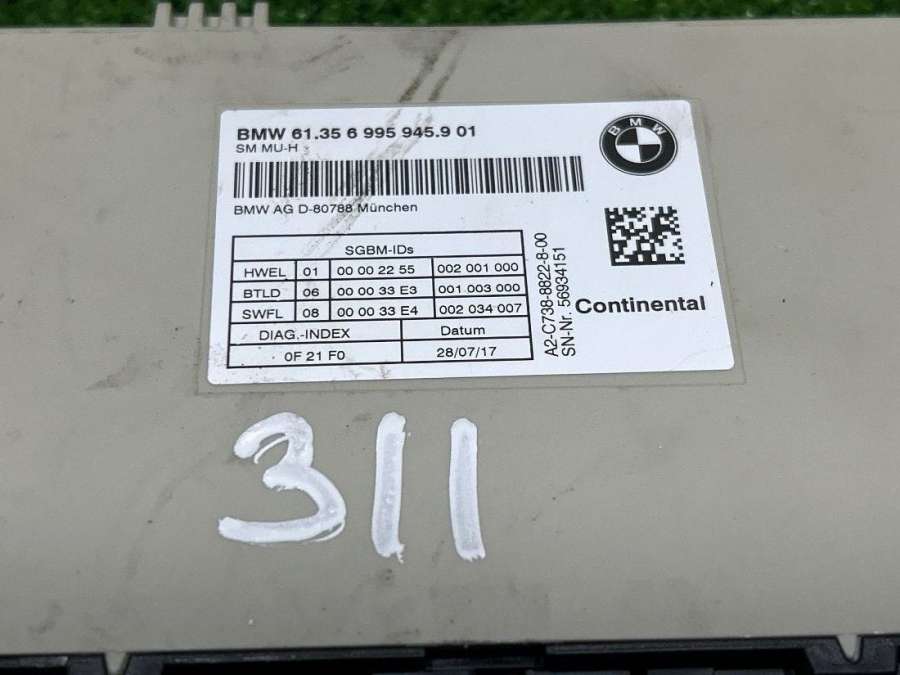 BMW 61.35 6 995 945.9 01
SM MU-H
BMW
BMW AG D-80788 München
SGBM-IDs
HWEL 01 00 00 22 55 002 001 000
BTLD 06 00 00 33 E3 001 003 000
SWFL 08 00 00 33 E4 002 034 007
DIAG.-INDEX Datum
0F 21 F0 28/07/17
A2-C738-8822-8-00
SN-Nr. 56934151
Continental
311